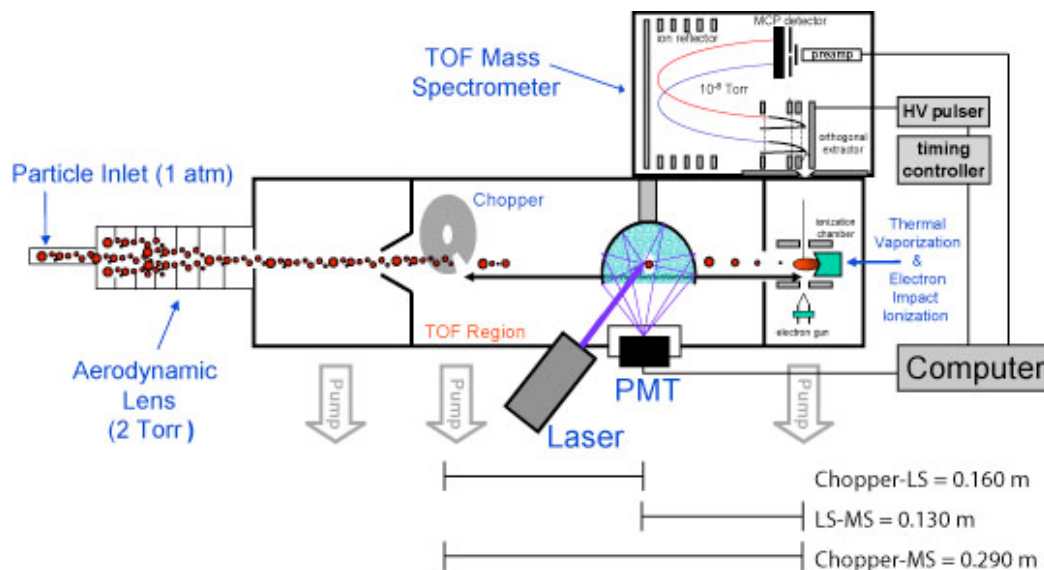 MCP detector
ion reflector
preamp
TOF Mass
Spectrometer
10⁻⁸ Torr
HV pulser
orthogonal
extractor
timing
controller
Particle Inlet (1 atm)
Chopper
ionization
chamber
Thermal
Vaporization
&
Electron
Impact
Ionization
TOF Region
electron gun
Aerodynamic
Lens
(2 Torr)
Pump
Pump
Pump
PMT
Computer
Laser
Chopper-LS = 0.160 m
LS-MS = 0.130 m
Chopper-MS = 0.290 m